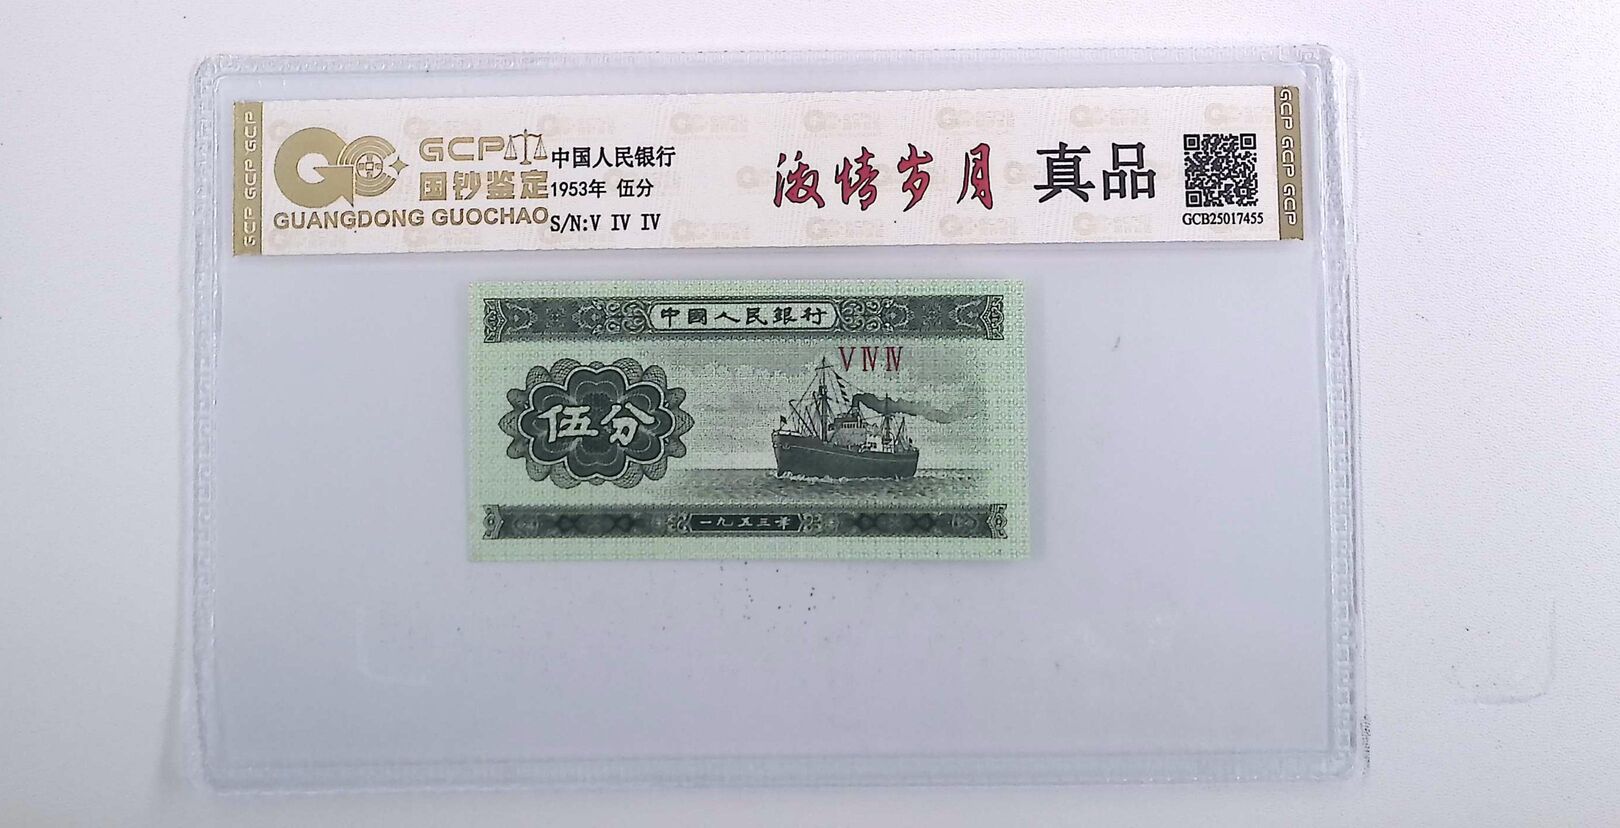 GCP
国钞鉴定
GUANGDONG GUOCHAO
中国人民银行
1953年 伍分
S/N:V IV IV
激情岁月
真品
GCB25017455
GCP GCP GCP
GCP GCP GCP
中國人民銀行
V IV IV
伍分
一九五三年